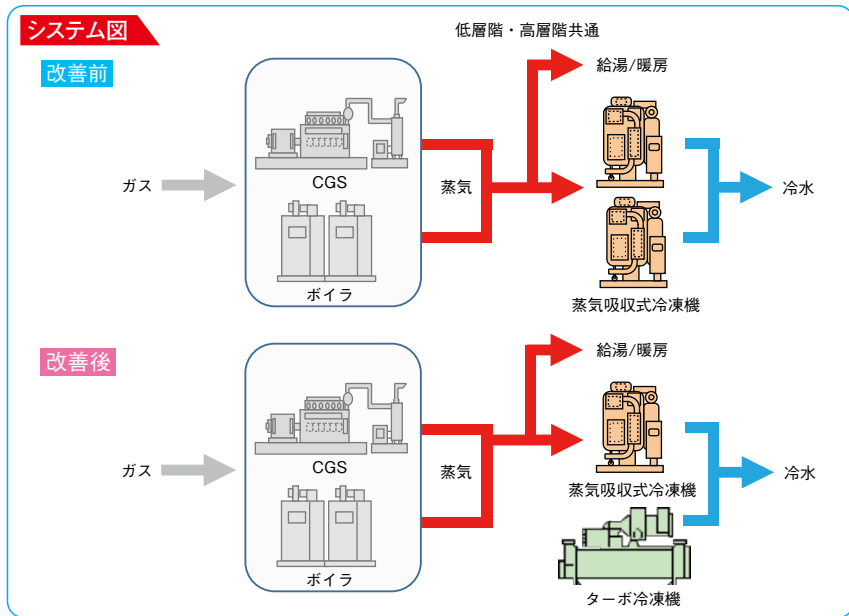 システム図
低層階・高層階共通
改善前
給湯/暖房
ガス
CGS
蒸気
冷水
ボイラ
蒸気吸収式冷凍機
改善後
給湯/暖房
ガス
CGS
蒸気
冷水
蒸気吸収式冷凍機
ボイラ
ターボ冷凍機